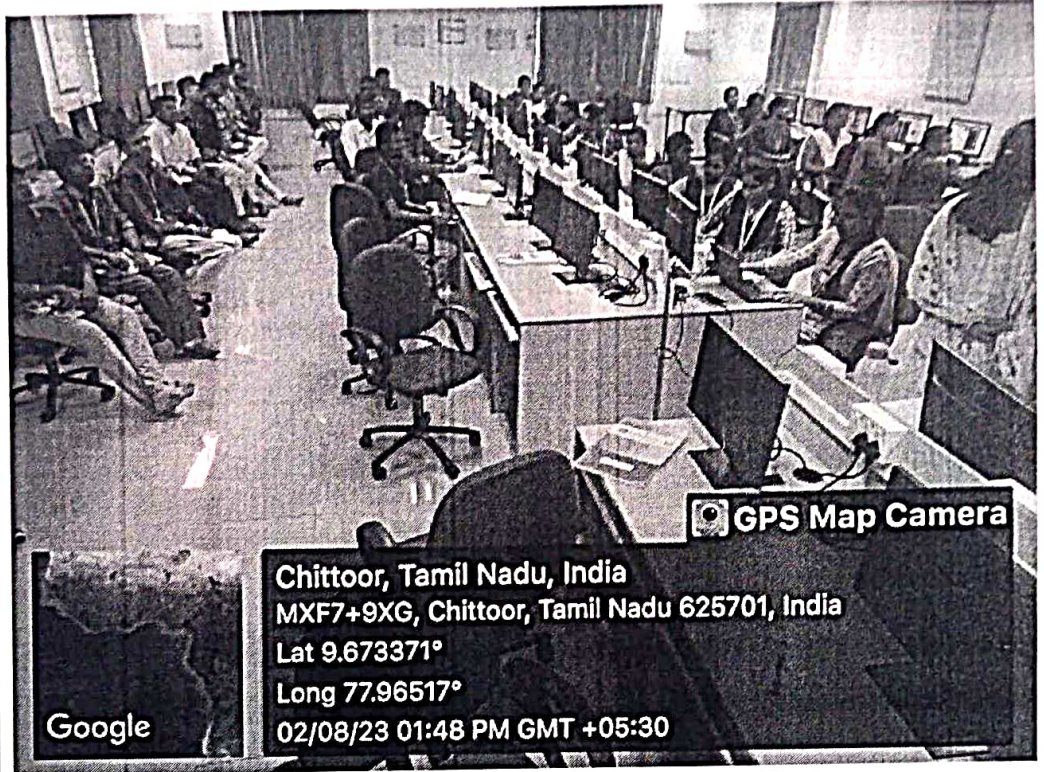 GPS Map Camera
Chittoor, Tamil Nadu, India
MXF7+9XG, Chittoor, Tamil Nadu 625701, India
Lat 9.673371°
Long 77.96517°
02/08/23 01:48 PM GMT +05:30
Google